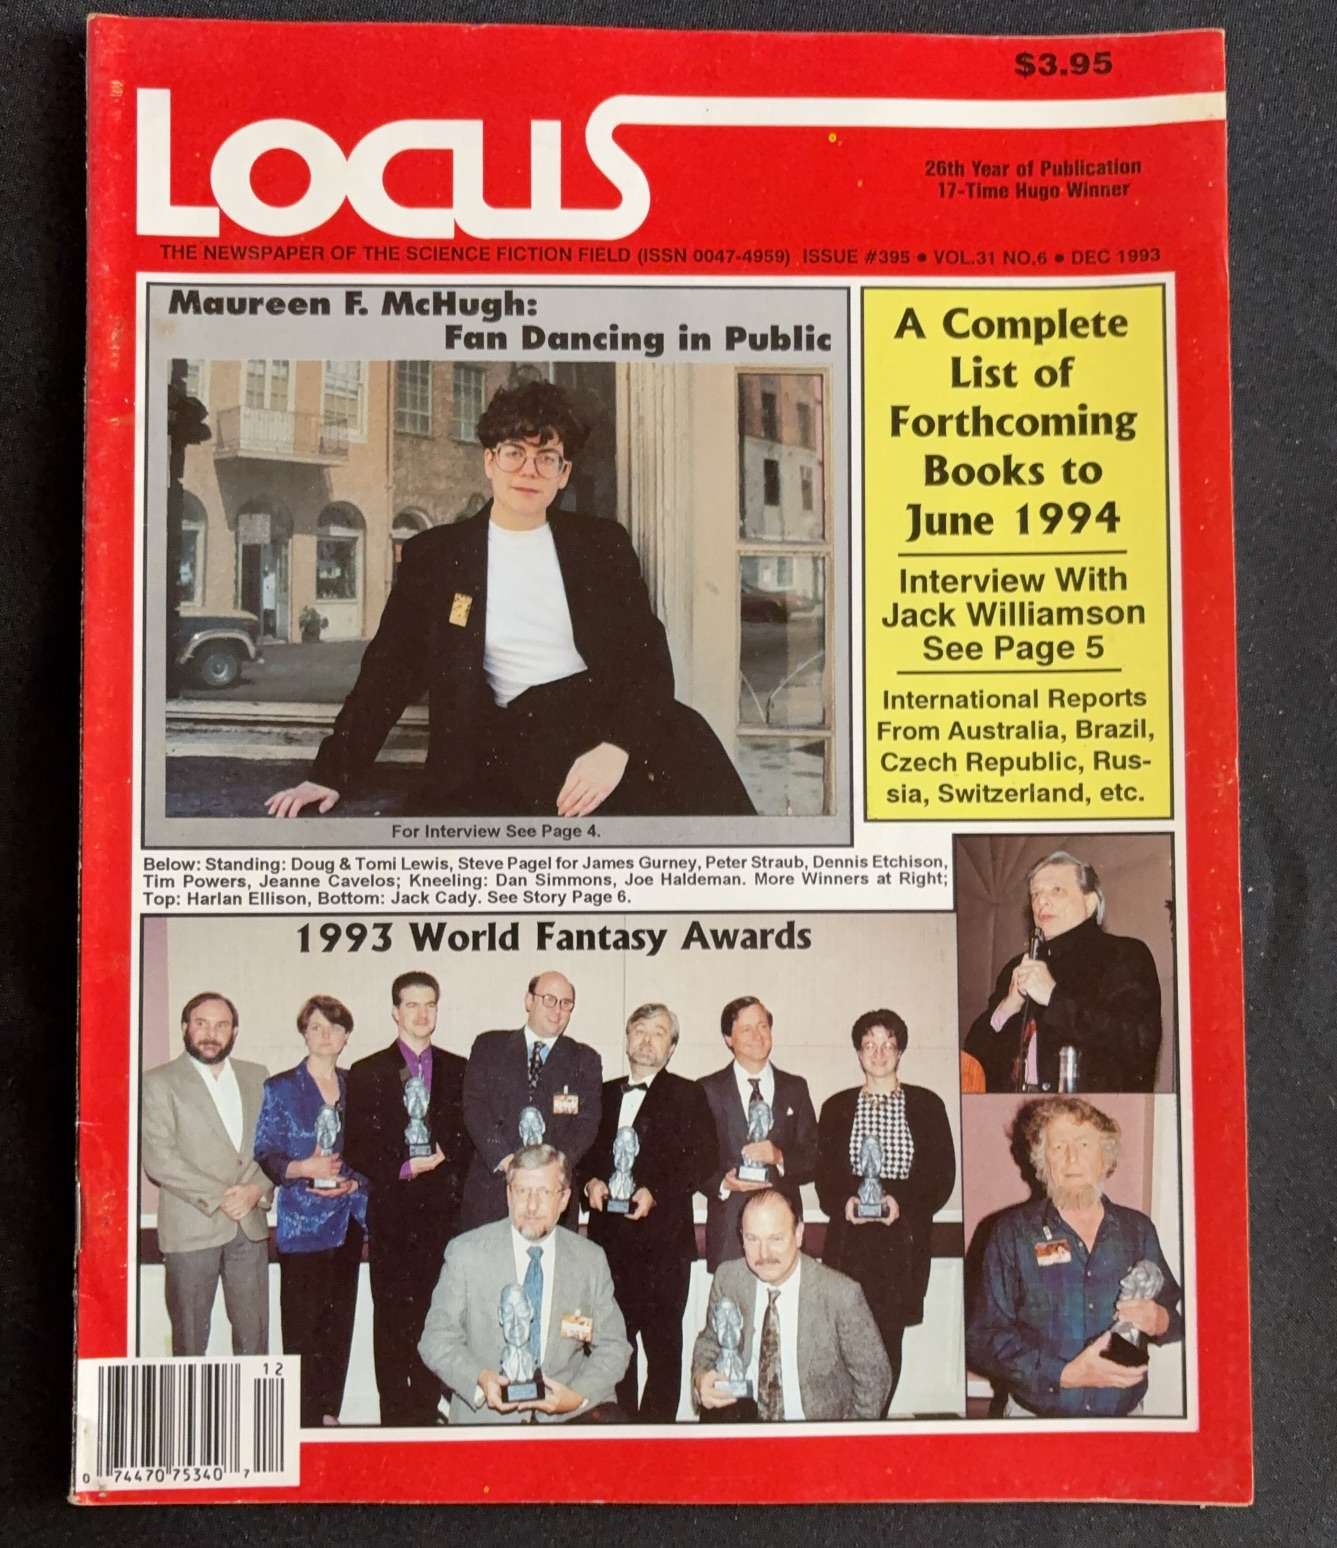 $3.95
LOCUS
26th Year of Publication
17-Time Hugo Winner
THE NEWSPAPER OF THE SCIENCE FICTION FIELD (ISSN 0047-4959) ISSUE #395 • VOL.31 NO.6 • DEC 1993
Maureen F. McHugh:
Fan Dancing in Public
For Interview See Page 4.
A Complete
List of
Forthcoming
Books to
June 1994
Interview With
Jack Williamson
See Page 5
International Reports
From Australia, Brazil,
Czech Republic, Rus-
sia, Switzerland, etc.
Below: Standing: Doug & Tomi Lewis, Steve Pagel for James Gurney, Peter Straub, Dennis Etchison,
Tim Powers, Jeanne Cavelos; Kneeling: Dan Simmons, Joe Haldeman. More Winners at Right;
Top: Harlan Ellison, Bottom: Jack Cady. See Story Page 6.
1993 World Fantasy Awards
12
0 74470 75340 7